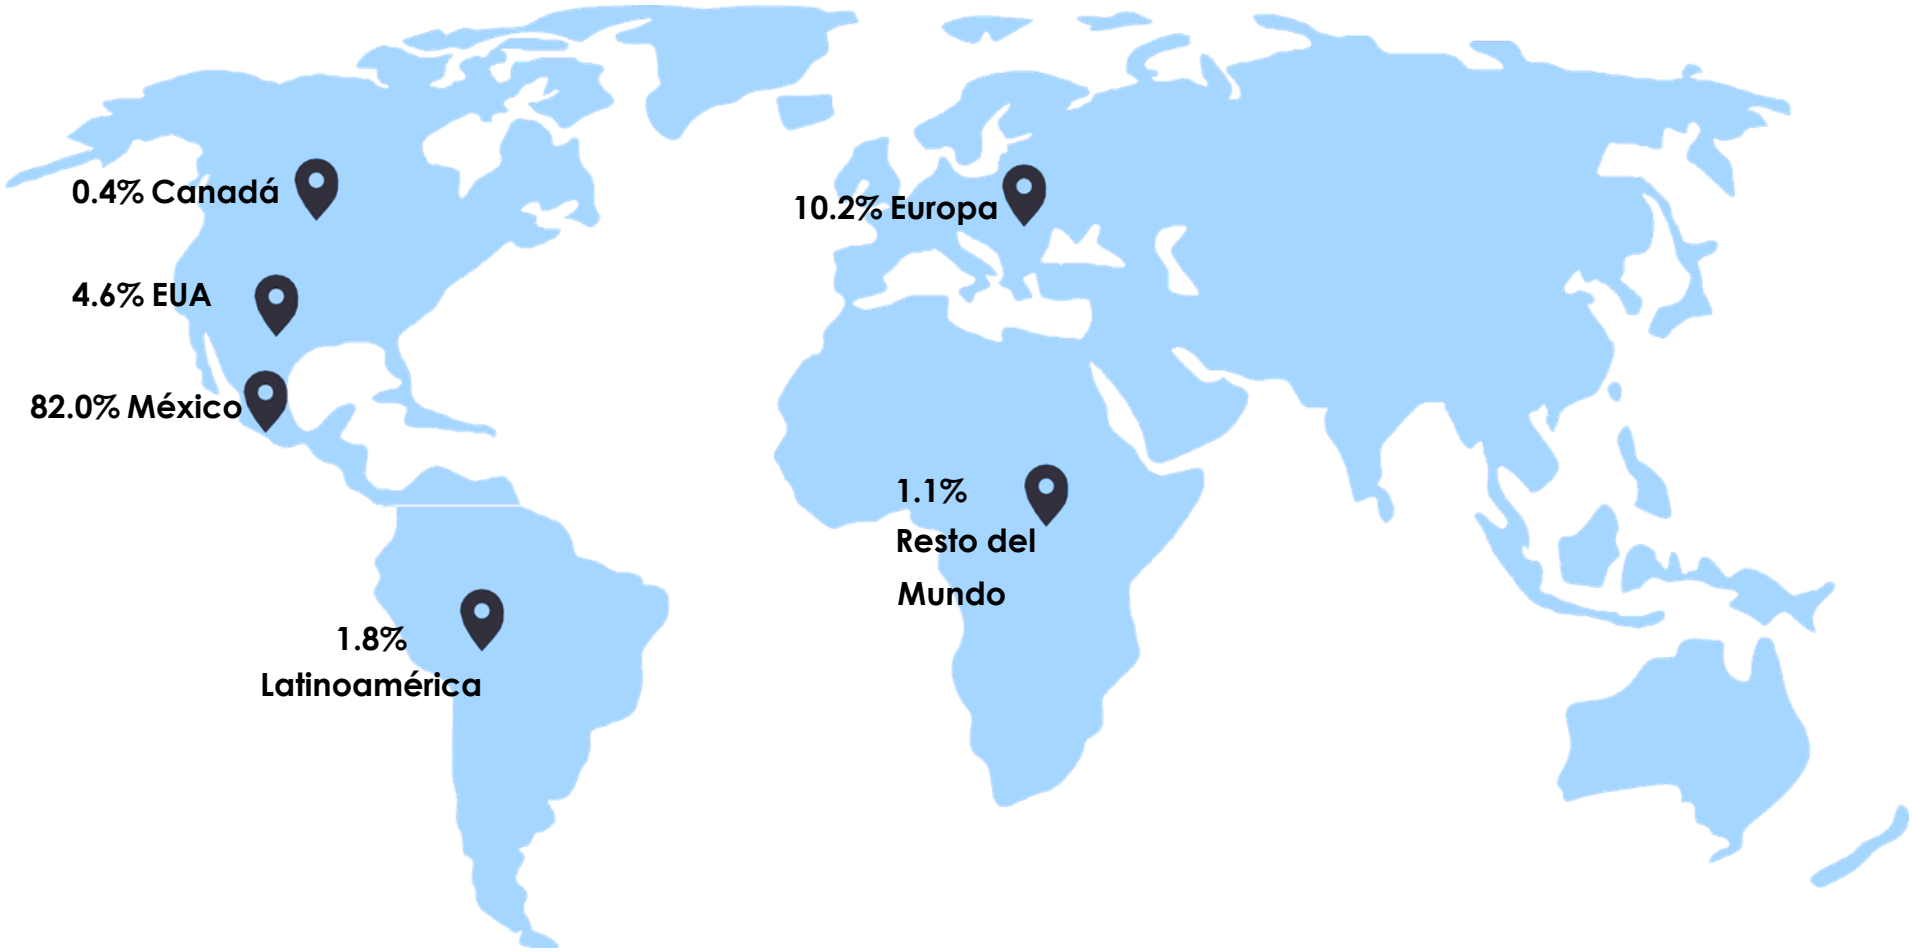 0.4% Canadá
10.2% Europa
4.6% EUA
82.0% México
1.1%
Resto del
Mundo
1.8%
Latinoamérica